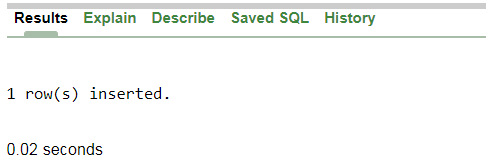 Results Explain Describe Saved SQL History
1 row(s) inserted.
0.02 seconds